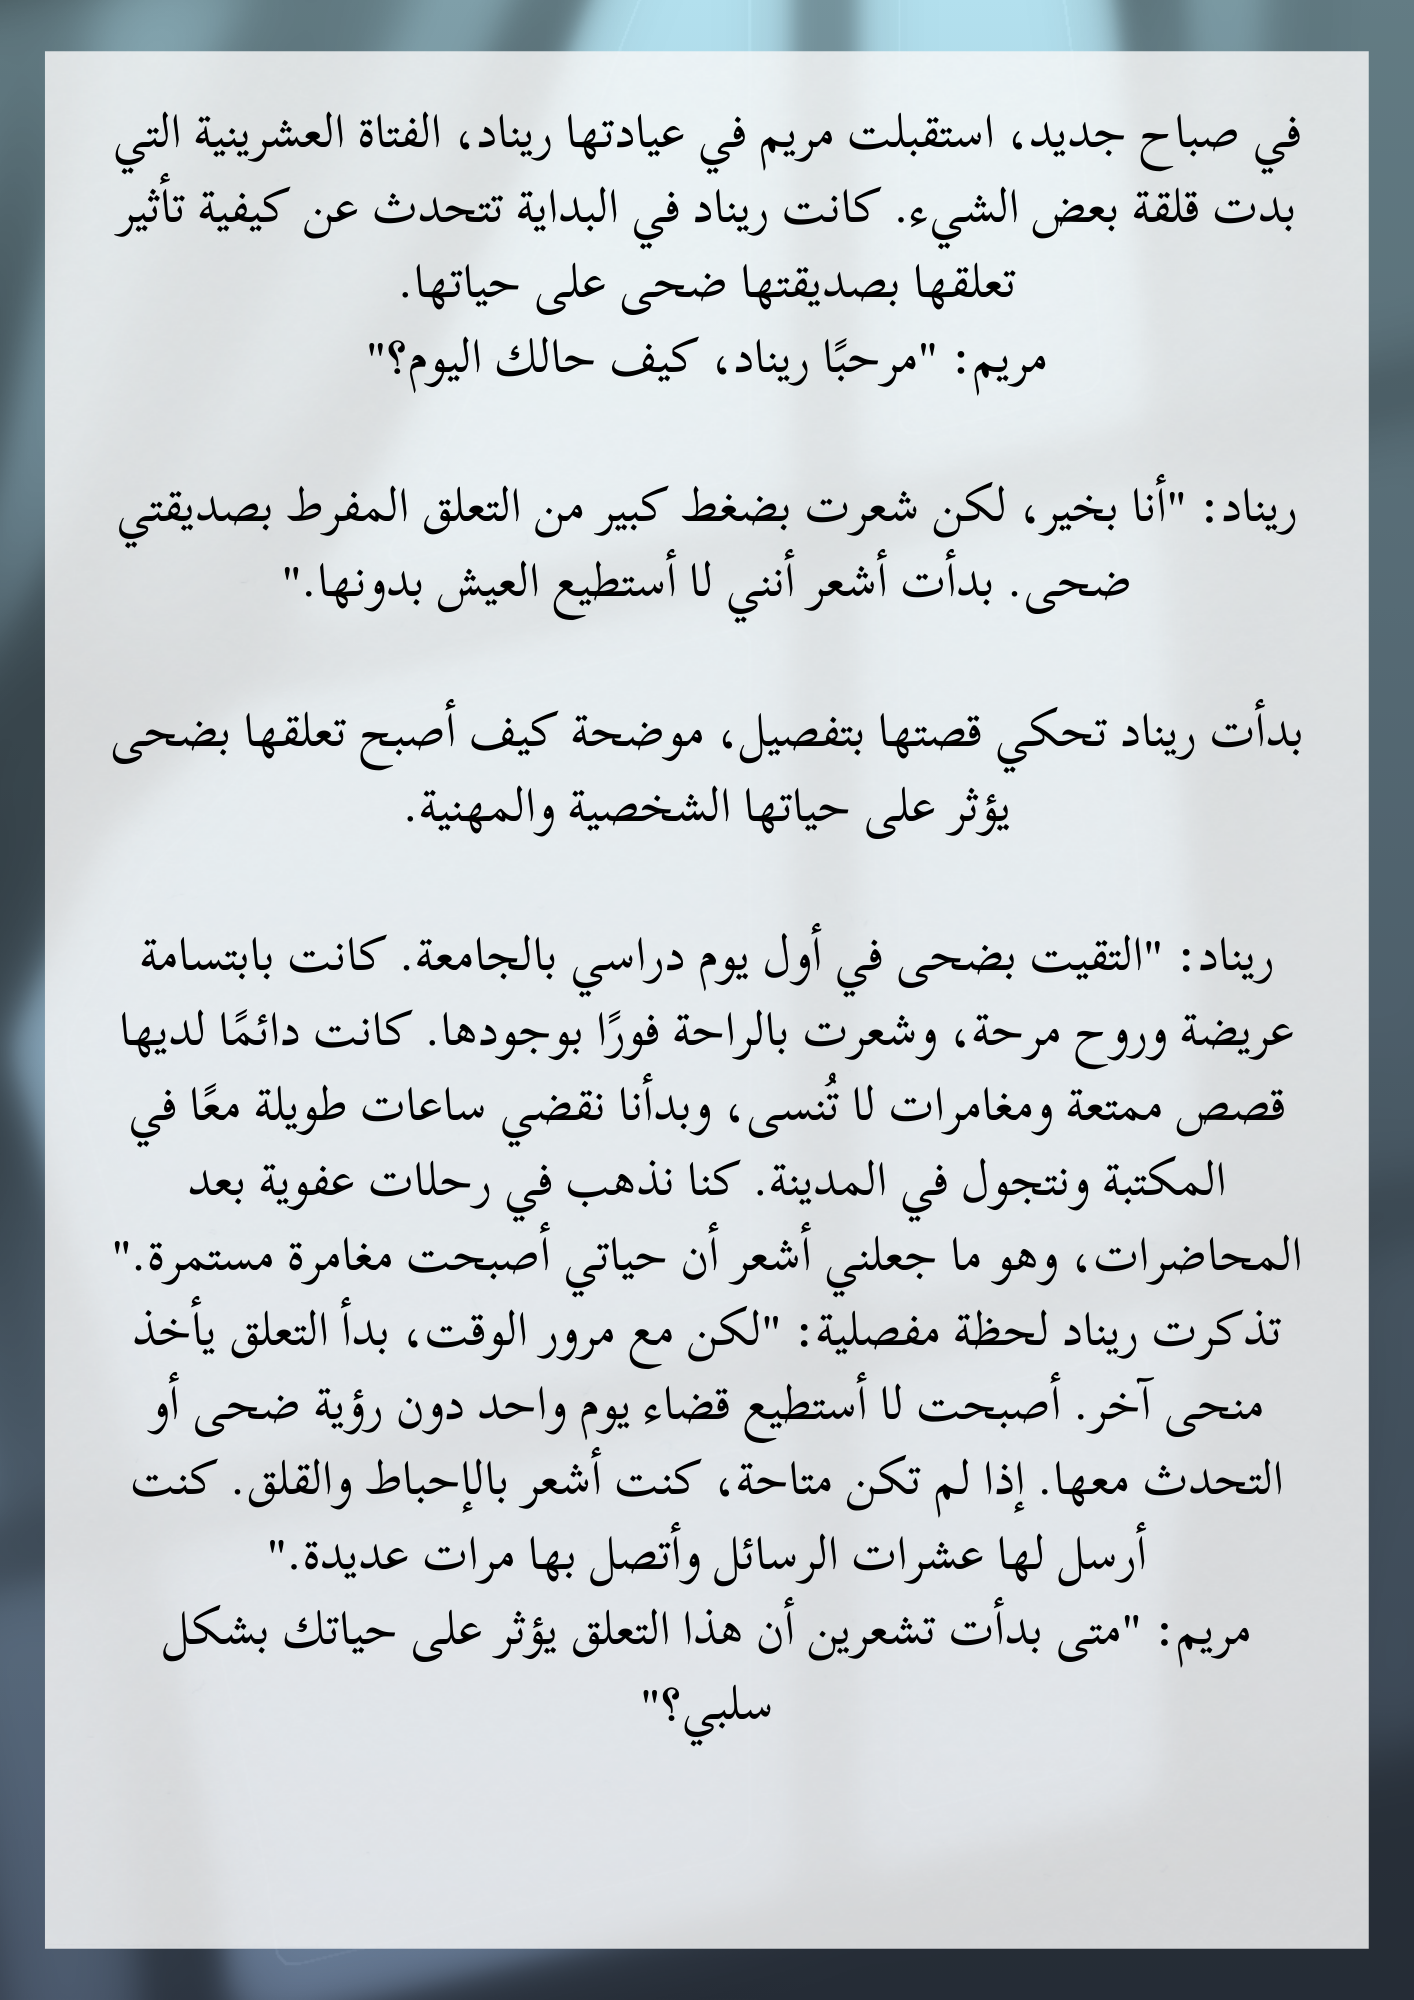 في صباح جديد، استقبلت مريم في عيادتها ريناد، الفتاة العشرينية التي
بدت قلقة بعض الشيء. كانت ريناد في البداية تتحدث عن كيفية تأثير
تعلقها بصديقتها ضحى على حياتها.
مريم: "مرحبًا ريناد، كيف حالك اليوم؟"
ريناد: "أنا بخير، لكن شعرت بضغط كبير من التعلق المفرط بصديقتي
ضحى. بدأت أشعر أنني لا أستطيع العيش بدونها."
بدأت ريناد تحكي قصتها بتفصيل، موضحة كيف أصبح تعلقها بضحى
يؤثر على حياتها الشخصية والمهنية.
ريناد: "التقيت بضحى في أول يوم دراسي بالجامعة. كانت بابتسامة
عريضة وروح مرحة، وشعرت بالراحة فورًا بوجودها. كانت دائمًا لديها
قصص ممتعة ومغامرات لا تُنسى، وبدأنا نقضي ساعات طويلة معًا في
المكتبة ونتجول في المدينة. كنا نذهب في رحلات عفوية بعد
المحاضرات، وهو ما جعلني أشعر أن حياتي أصبحت مغامرة مستمرة."
تذكرت ريناد لحظة مفصلية: "لكن مع مرور الوقت، بدأ التعلق يأخذ
منحى آخر. أصبحت لا أستطيع قضاء يوم واحد دون رؤية ضحى أو
التحدث معها. إذا لم تكن متاحة، كنت أشعر بالإحباط والقلق. كنت
أرسل لها عشرات الرسائل وأتصل بها مرات عديدة."
مريم: "متى بدأت تشعرين أن هذا التعلق يؤثر على حياتك بشكل
سلبي؟"